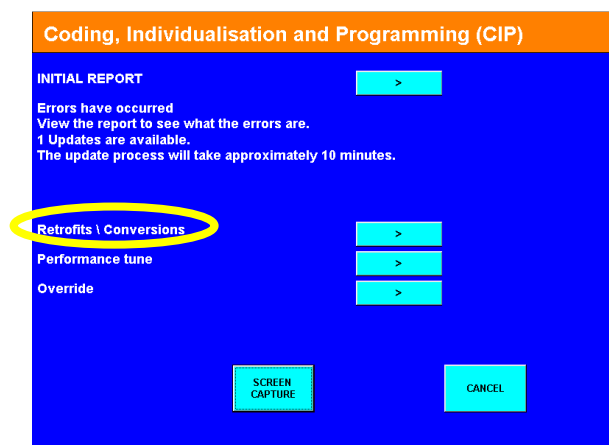 Coding, Individualisation and Programming (CIP)
INITIAL REPORT
>
Errors have occurred
View the report to see what the errors are.
1 Updates are available.
The update process will take approximately 10 minutes.
Retrofits \ Conversions
>
Performance tune
>
Override
>
SCREEN
CAPTURE
CANCEL